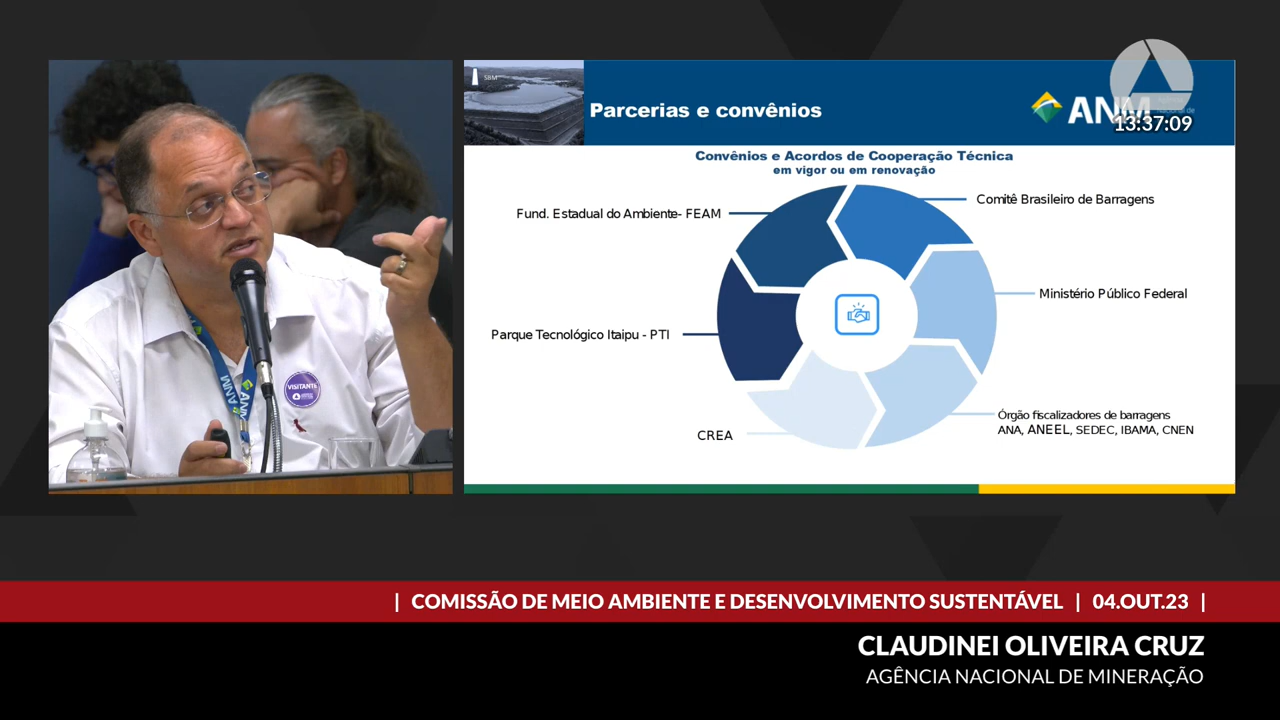 SBM
Parcerias e convênios
ANM
13:37:09
Convênios e Acordos de Cooperação Técnica
em vigor ou em renovação
Fund. Estadual do Ambiente- FEAM
Comitê Brasileiro de Barragens
Ministério Público Federal
Parque Tecnológico Itaipu - PTI
Órgão fiscalizadores de barragens
ANA, ANEEL, SEDEC, IBAMA, CNEN
CREA
VISITANTE
ANM
| COMISSÃO DE MEIO AMBIENTE E DESENVOLVIMENTO SUSTENTÁVEL | 04.OUT.23 |
CLAUDINEI OLIVEIRA CRUZ
AGÊNCIA NACIONAL DE MINERAÇÃO